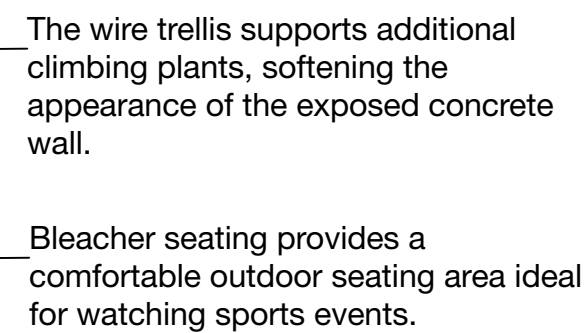 The wire trellis supports additional
climbing plants, softening the
appearance of the exposed concrete
wall.
Bleacher seating provides a
comfortable outdoor seating area ideal
for watching sports events.